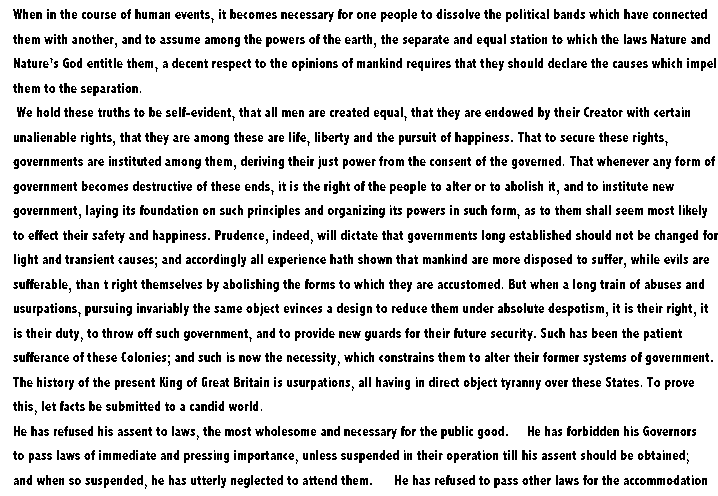 When in the course of human events, it becomes necessary for one people to dissolve the political bands which have connected
them with another, and to assume among the powers of the earth, the separate and equal station to which the laws Nature and
Nature's God entitle them, a decent respect to the opinions of mankind requires that they should declare the causes which impel
them to the separation.
We hold these truths to be self-evident, that all men are created equal, that they are endowed by their Creator with certain
unalienable rights, that they are among these are life, liberty and the pursuit of happiness. That to secure these rights,
governments are instituted among them, deriving their just power from the consent of the governed. That whenever any form of
government becomes destructive of these ends, it is the right of the people to alter or to abolish it, and to institute new
government, laying its foundation on such principles and organizing its powers in such form, as to them shall seem most likely
to effect their safety and happiness. Prudence, indeed, will dictate that governments long established should not be changed for
light and transient causes; and accordingly all experience hath shown that mankind are more disposed to suffer, while evils are
sufferable, than t right themselves by abolishing the forms to which they are accustomed. But when a long train of abuses and
usurpations, pursuing invariably the same object evinces a design to reduce them under absolute despotism, it is their right, it
is their duty, to throw off such government, and to provide new guards for their future security. Such has been the patient
sufferance of these Colonies; and such is now the necessity, which constrains them to alter their former systems of government.
The history of the present King of Great Britain is usurpations, all having in direct object tyranny over these States. To prove
this, let facts be submitted to a candid world.
He has refused his assent to laws, the most wholesome and necessary for the public good. He has forbidden his Governors
to pass laws of immediate and pressing importance, unless suspended in their operation till his assent should be obtained;
and when so suspended, he has utterly neglected to attend them. He has refused to pass other laws for the accommodation